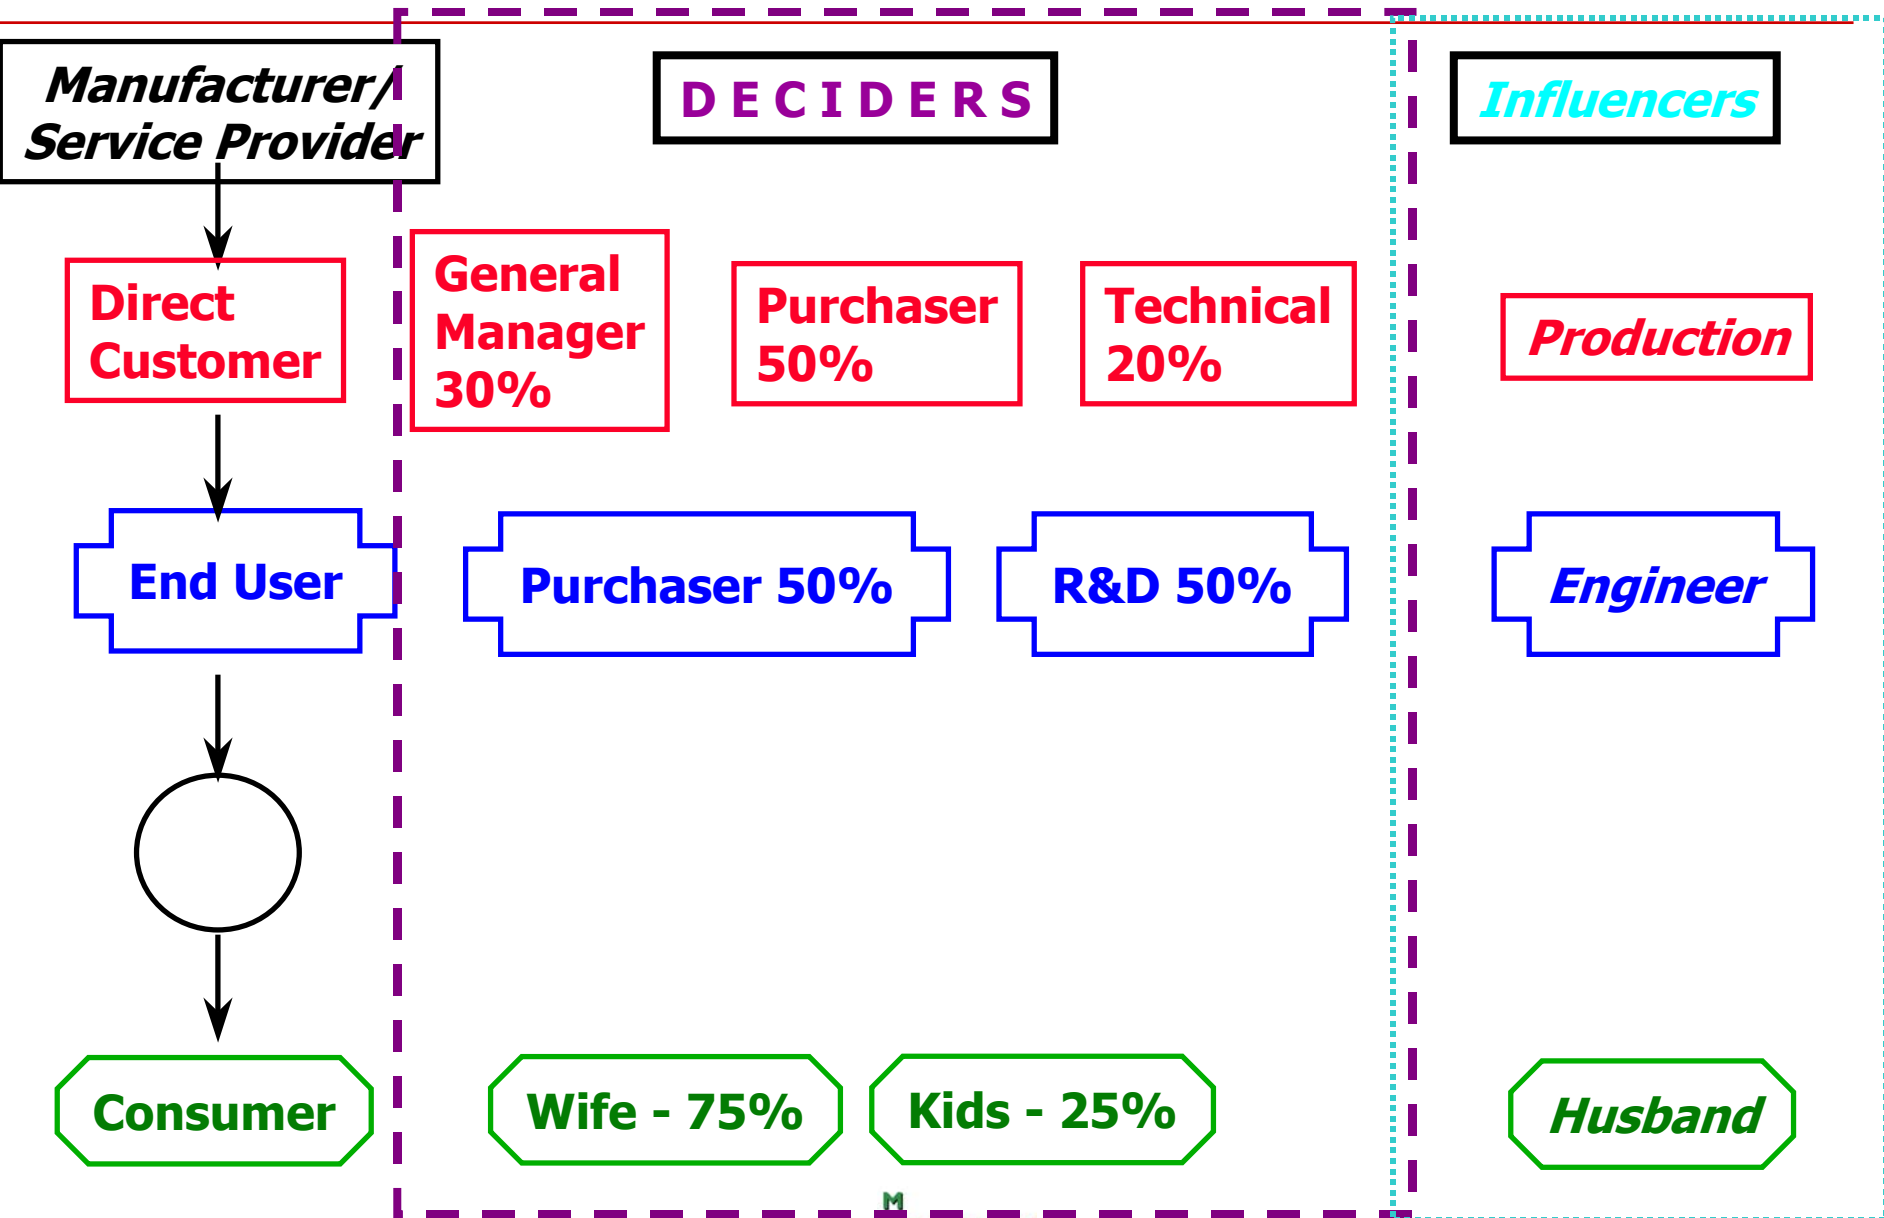 Manufacturer/
Service Provider
D E C I D E R S
Influencers
Direct
Customer
General
Manager
30%
Purchaser
50%
Technical
20%
Production
End User
Purchaser 50%
R&D 50%
Engineer
Consumer
Wife - 75%
Kids - 25%
Husband
M